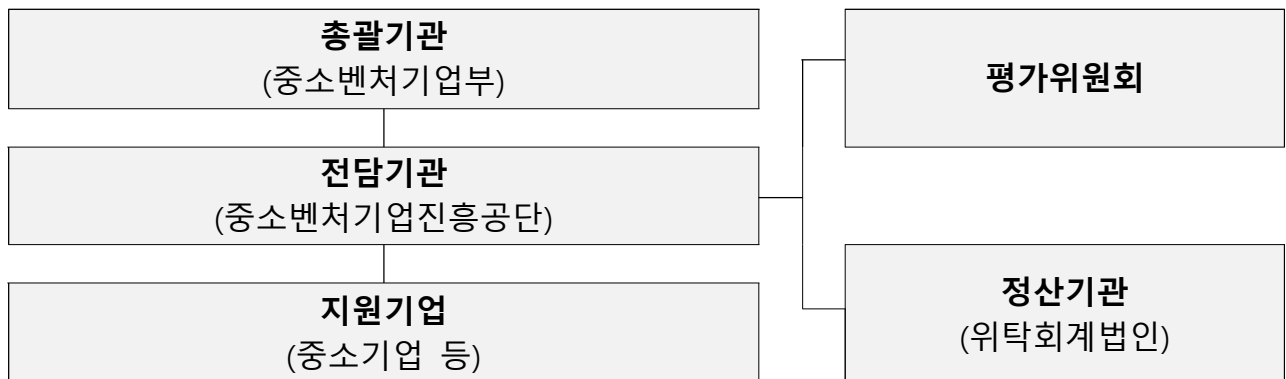 총괄기관
(중소벤처기업부)
전담기관
(중소벤처기업진흥공단)
지원기업
(중소기업 등)
평가위원회
정산기관
(위탁회계법인)